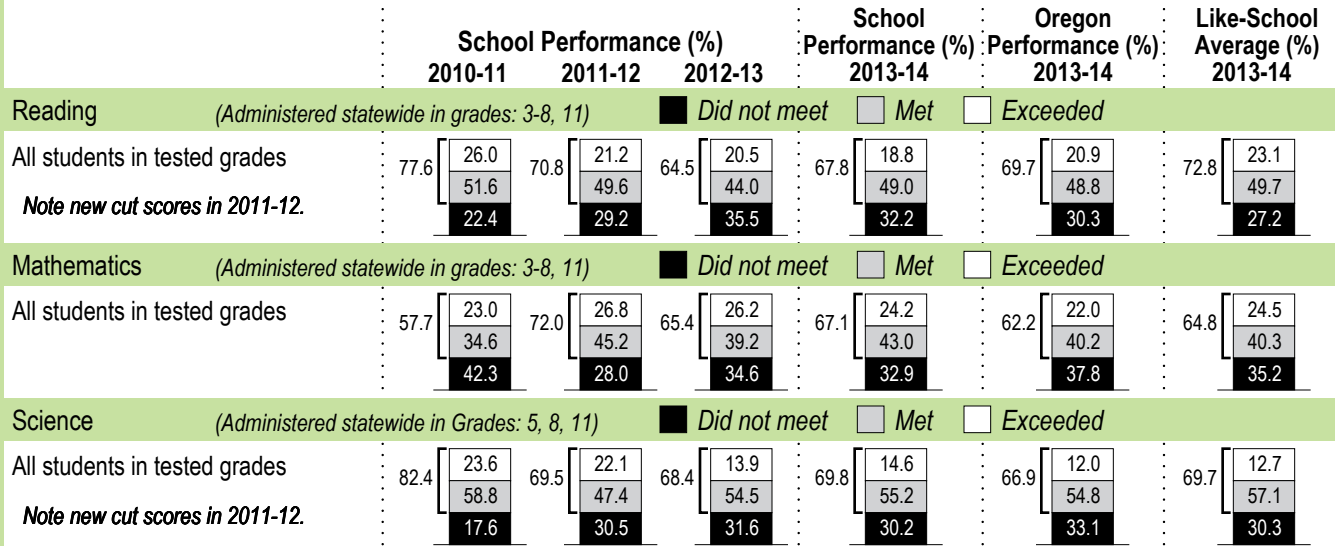 School Performance (%)
School Performance (%)
Oregon Performance (%)
Like-School Average (%)
2010-11 2011-12 2012-13 2013-14 2013-14 2013-14
Reading (Administered statewide in grades: 3-8, 11) Did not meet Met Exceeded
All students in tested grades
Note new cut scores in 2011-12.
77.6 26.0 51.6 22.4
70.8 21.2 49.6 29.2
64.5 20.5 44.0 35.5
67.8 18.8 49.0 32.2
69.7 20.9 48.8 30.3
72.8 23.1 49.7 27.2
Mathematics (Administered statewide in grades: 3-8, 11) Did not meet Met Exceeded
All students in tested grades
57.7 23.0 34.6 42.3
72.0 26.8 45.2 28.0
65.4 26.2 39.2 34.6
67.1 24.2 43.0 32.9
62.2 22.0 40.2 37.8
64.8 24.5 40.3 35.2
Science (Administered statewide in Grades: 5, 8, 11) Did not meet Met Exceeded
All students in tested grades
Note new cut scores in 2011-12.
82.4 23.6 58.8 17.6
69.5 22.1 47.4 30.5
68.4 13.9 54.5 31.6
69.8 14.6 55.2 30.2
66.9 12.0 54.8 33.1
69.7 12.7 57.1 30.3